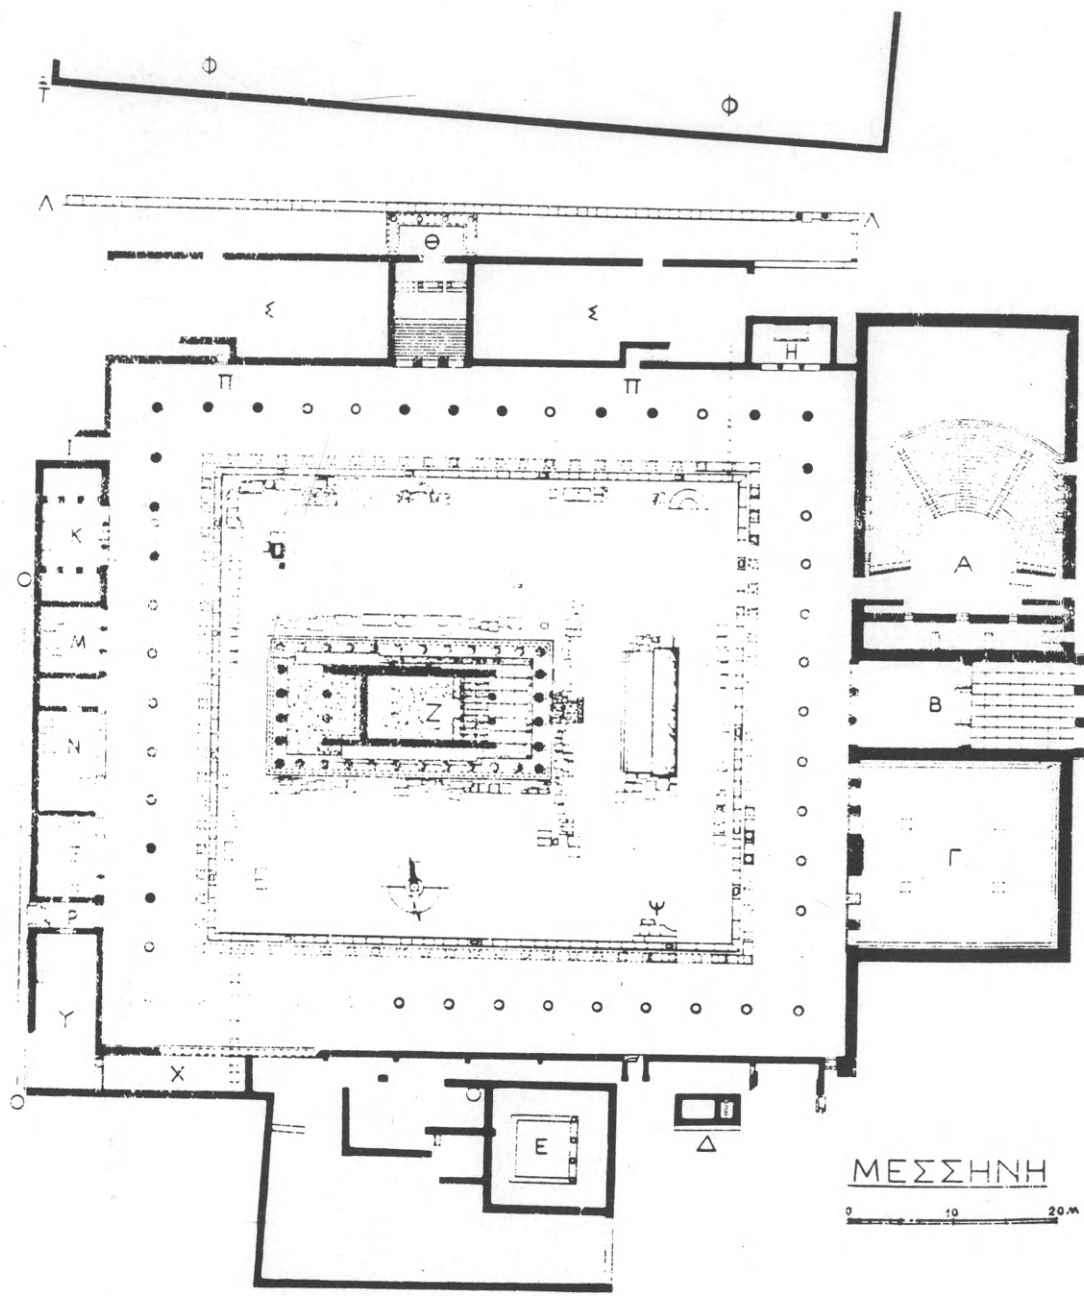 Φ
Φ
Τ
Λ Λ
Θ
Σ Σ
Η
Π Π
Ι
Κ
Α
Μ
Ζ Β
Ν
Γ
Ρ Ψ
Υ
Χ
Ε
Δ
ΜΕΣΣΗΝΗ
0 10 20 M